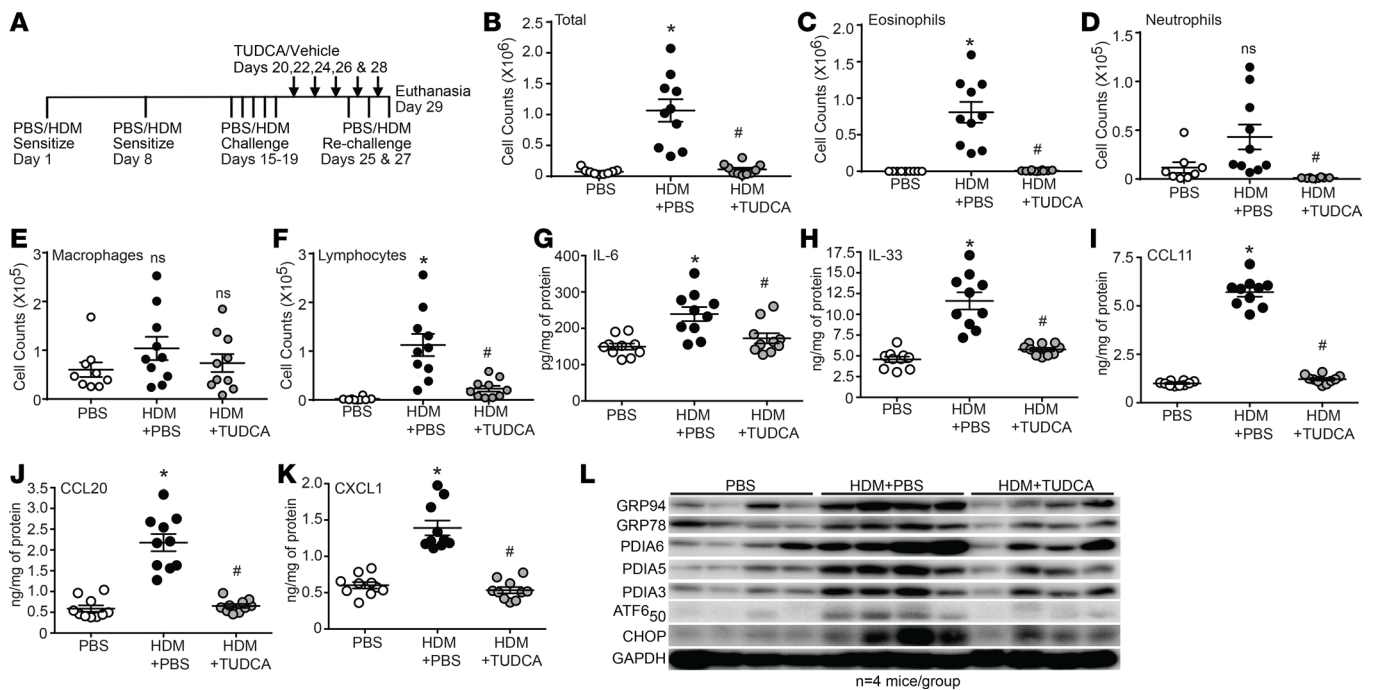 A
TUDCA/Vehicle
Days 20,22,24,26 & 28
Euthanasia
Day 29
PBS/HDM
Sensitize
Day 1
PBS/HDM
Sensitize
Day 8
PBS/HDM
Challenge
Days 15-19
PBS/HDM
Re-challenge
Days 25 & 27
B
Total
Cell Counts (X10⁶)
2.5
2.0
1.5
1.0
0.5
0
*
#
PBS
HDM
+PBS
HDM
+TUDCA
C
Eosinophils
Cell Counts (X10⁶)
2.0
1.5
1.0
0.5
0
*
#
PBS
HDM
+PBS
HDM
+TUDCA
D
Neutrophils
Cell Counts (X10⁵)
1.5
1.0
0.5
0
ns
#
PBS
HDM
+PBS
HDM
+TUDCA
E
Macrophages
Cell Counts (X10⁵)
3
2
1
0
ns
ns
PBS
HDM
+PBS
HDM
+TUDCA
F
Lymphocytes
Cell Counts (X10⁵)
3
2
1
0
*
#
PBS
HDM
+PBS
HDM
+TUDCA
G
IL-6
pg/mg of protein
400
300
200
100
0
*
#
PBS
HDM
+PBS
HDM
+TUDCA
H
IL-33
ng/mg of protein
17.5
15.0
12.5
10.0
7.5
5.0
2.5
0
*
#
PBS
HDM
+PBS
HDM
+TUDCA
I
CCL11
ng/mg of protein
7.5
5.0
2.5
0
*
#
PBS
HDM
+PBS
HDM
+TUDCA
J
CCL20
ng/mg of protein
3.5
3.0
2.5
2.0
1.5
1.0
0.5
0
*
#
PBS
HDM
+PBS
HDM
+TUDCA
K
CXCL1
ng/mg of protein
2.0
1.5
1.0
0.5
0
*
#
PBS
HDM
+PBS
HDM
+TUDCA
L
PBS
HDM+PBS
HDM+TUDCA
GRP94
GRP78
PDIA6
PDIA5
PDIA3
ATF6₅₀
CHOP
GAPDH
n=4 mice/group